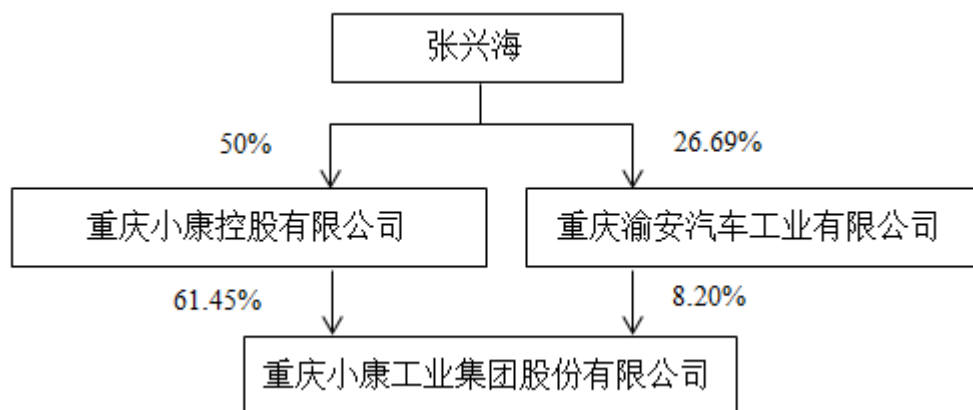 张兴海
50%
26.69%
重庆小康控股有限公司
重庆渝安汽车工业有限公司
61.45%
8.20%
重庆小康工业集团股份有限公司